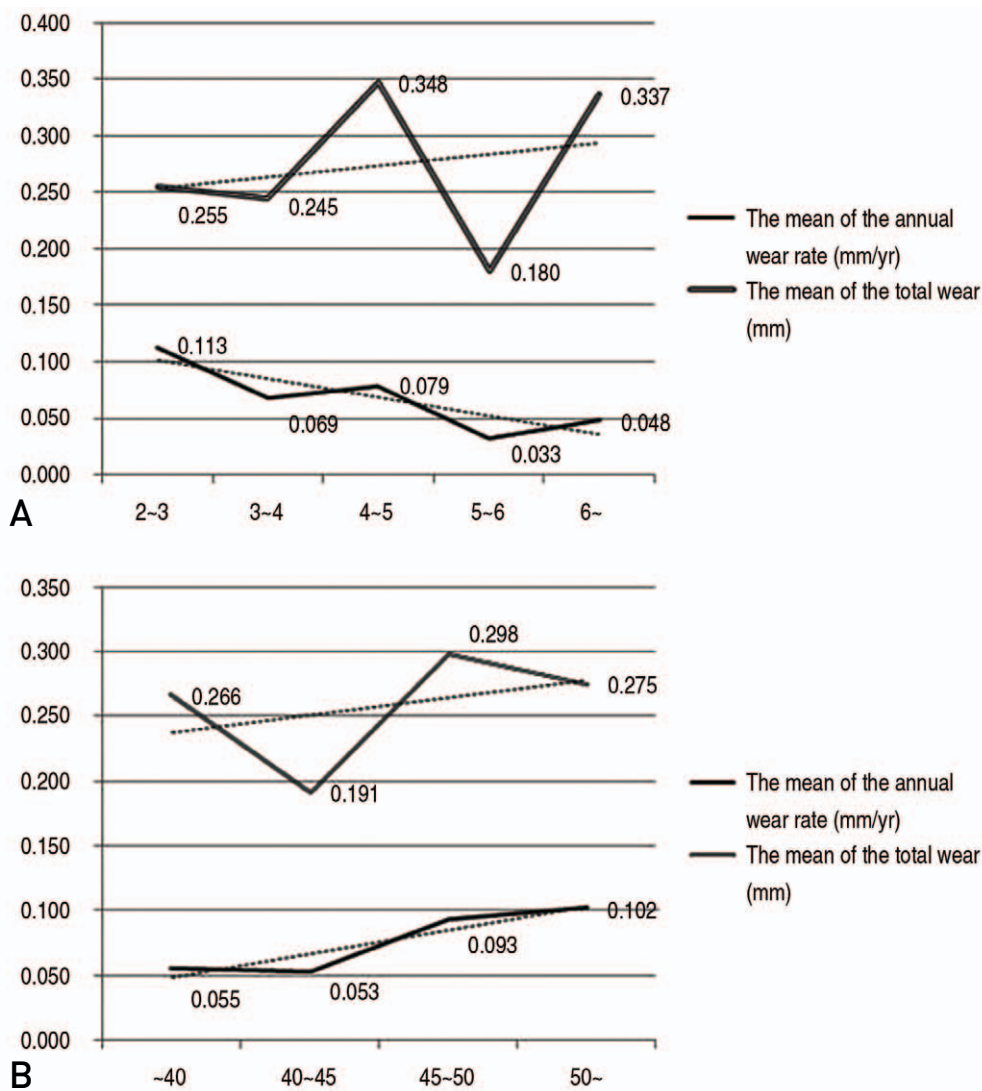 0.400
0.350
0.300
0.250
0.200
0.150
0.100
0.050
0.000
0.255
0.245
0.348
0.180
0.337
0.113
0.069
0.079
0.033
0.048
2~3 3~4 4~5 5~6 6~
A
The mean of the annual
wear rate (mm/yr)
The mean of the total wear
(mm)
0.350
0.300
0.250
0.200
0.150
0.100
0.050
0.000
0.266
0.191
0.298
0.275
0.055
0.053
0.093
0.102
~40 40~45 45~50 50~
B
The mean of the annual
wear rate (mm/yr)
The mean of the total wear
(mm)